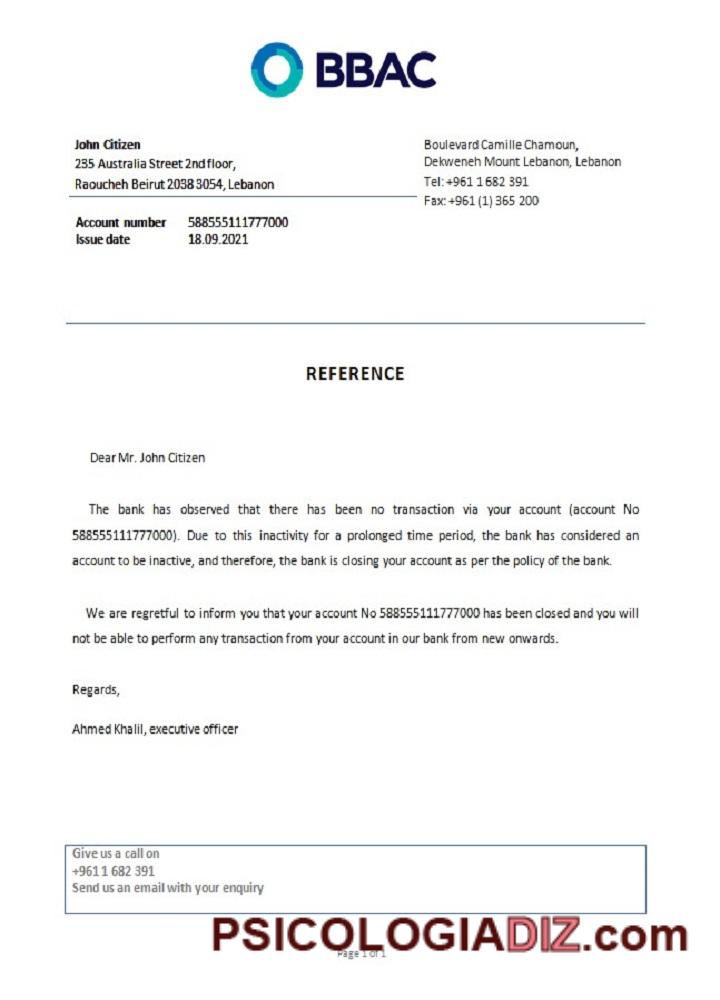 BBAC
John Citizen
235 Australia Street 2nd floor,
Raoucheh Beirut 2038 3054, Lebanon
Boulevard Camille Chamoun,
Dekweneh Mount Lebanon, Lebanon
Tel: +961 1 682 391
Fax: +961 (1) 365 200
Account number 588555111777000
Issue date 18.09.2021
REFERENCE
Dear Mr. John Citizen
The bank has observed that there has been no transaction via your account (account No
588555111777000). Due to this inactivity for a prolonged time period, the bank has considered an
account to be inactive, and therefore, the bank is closing your account as per the policy of the bank.
We are regretful to inform you that your account No 588555111777000 has been closed and you will
not be able to perform any transaction from your account in our bank from new onwards.
Regards,
Ahmed Khalil, executive officer
Give us a call on
+961 1 682 391
Send us an email with your enquiry
PSICOLOGIADIZ.com
Page 1 of 1